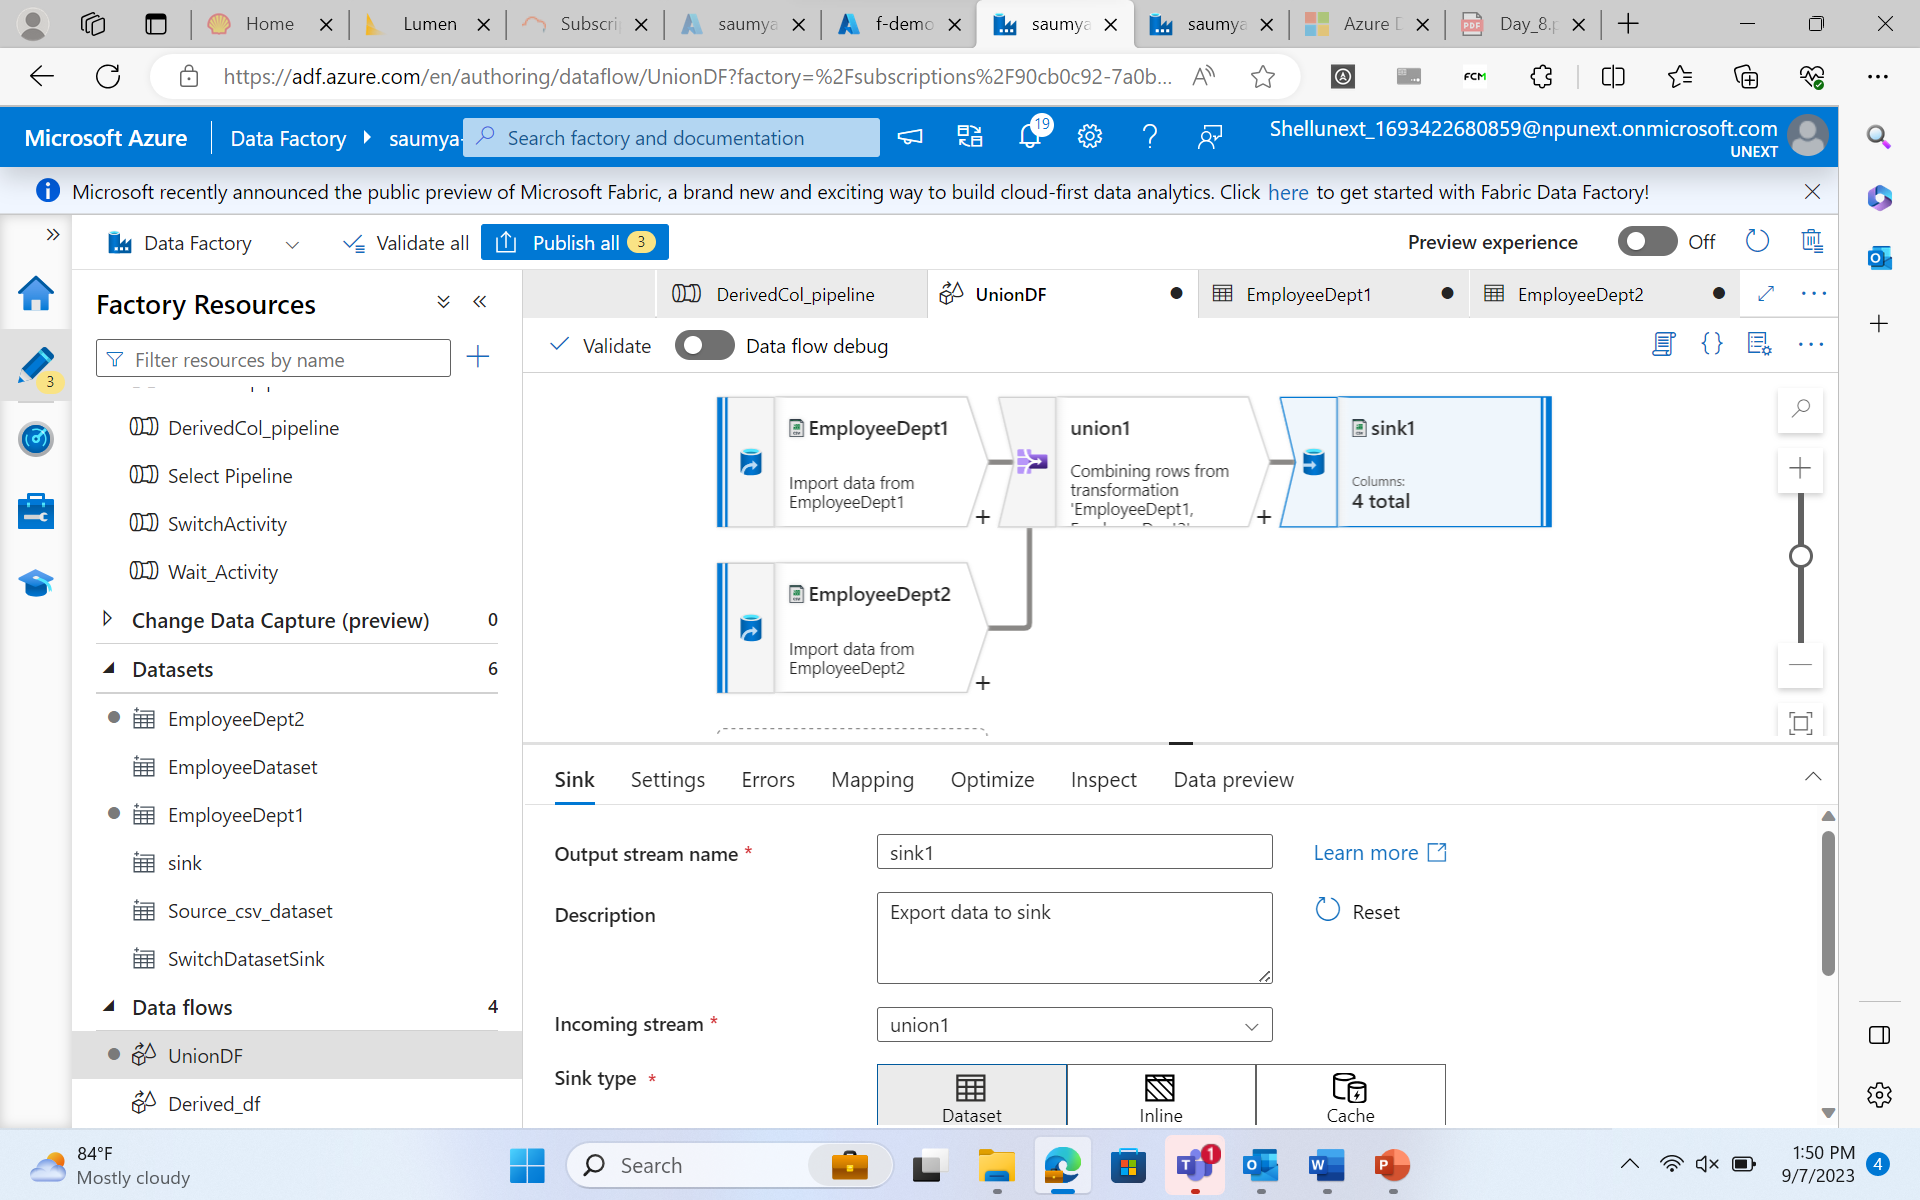 Home
Lumen
Subscri
saumya
f-demo
saumya
saumya
Azure D
Day_8.p
https://adf.azure.com/en/authoring/dataflow/UnionDF?factory=%2Fsubscriptions%2F90cb0c92-7a0b...
FCM
Microsoft Azure
Data Factory
saumya-
Search factory and documentation
19
Shellunext_1693422680859@npunext.onmicrosoft.com
UNEXT
Microsoft recently announced the public preview of Microsoft Fabric, a brand new and exciting way to build cloud-first data analytics. Click here to get started with Fabric Data Factory!
Data Factory
Validate all
Publish all 3
Preview experience
Off
Factory Resources
Filter resources by name
3
DerivedCol_pipeline
Select Pipeline
SwitchActivity
Wait_Activity
Change Data Capture (preview) 0
Datasets 6
EmployeeDept2
EmployeeDataset
EmployeeDept1
sink
Source_csv_dataset
SwitchDatasetSink
Data flows 4
UnionDF
Derived_df
DerivedCol_pipeline
UnionDF
EmployeeDept1
EmployeeDept2
Validate
Data flow debug
EmployeeDept1
Import data from
EmployeeDept1
union1
Combining rows from
transformation
'EmployeeDept1,
sink1
Columns:
4 total
EmployeeDept2
Import data from
EmployeeDept2
Sink
Settings
Errors
Mapping
Optimize
Inspect
Data preview
Output stream name *
sink1
Learn more
Description
Export data to sink
Reset
Incoming stream *
union1
Sink type *
Dataset
Inline
Cache
84°F
Mostly cloudy
Search
1
1:50 PM
9/7/2023
4